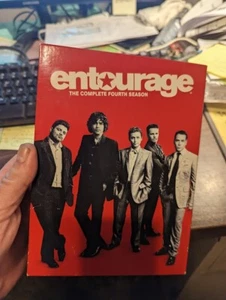 entourage
THE COMPLETE FOURTH SEASON